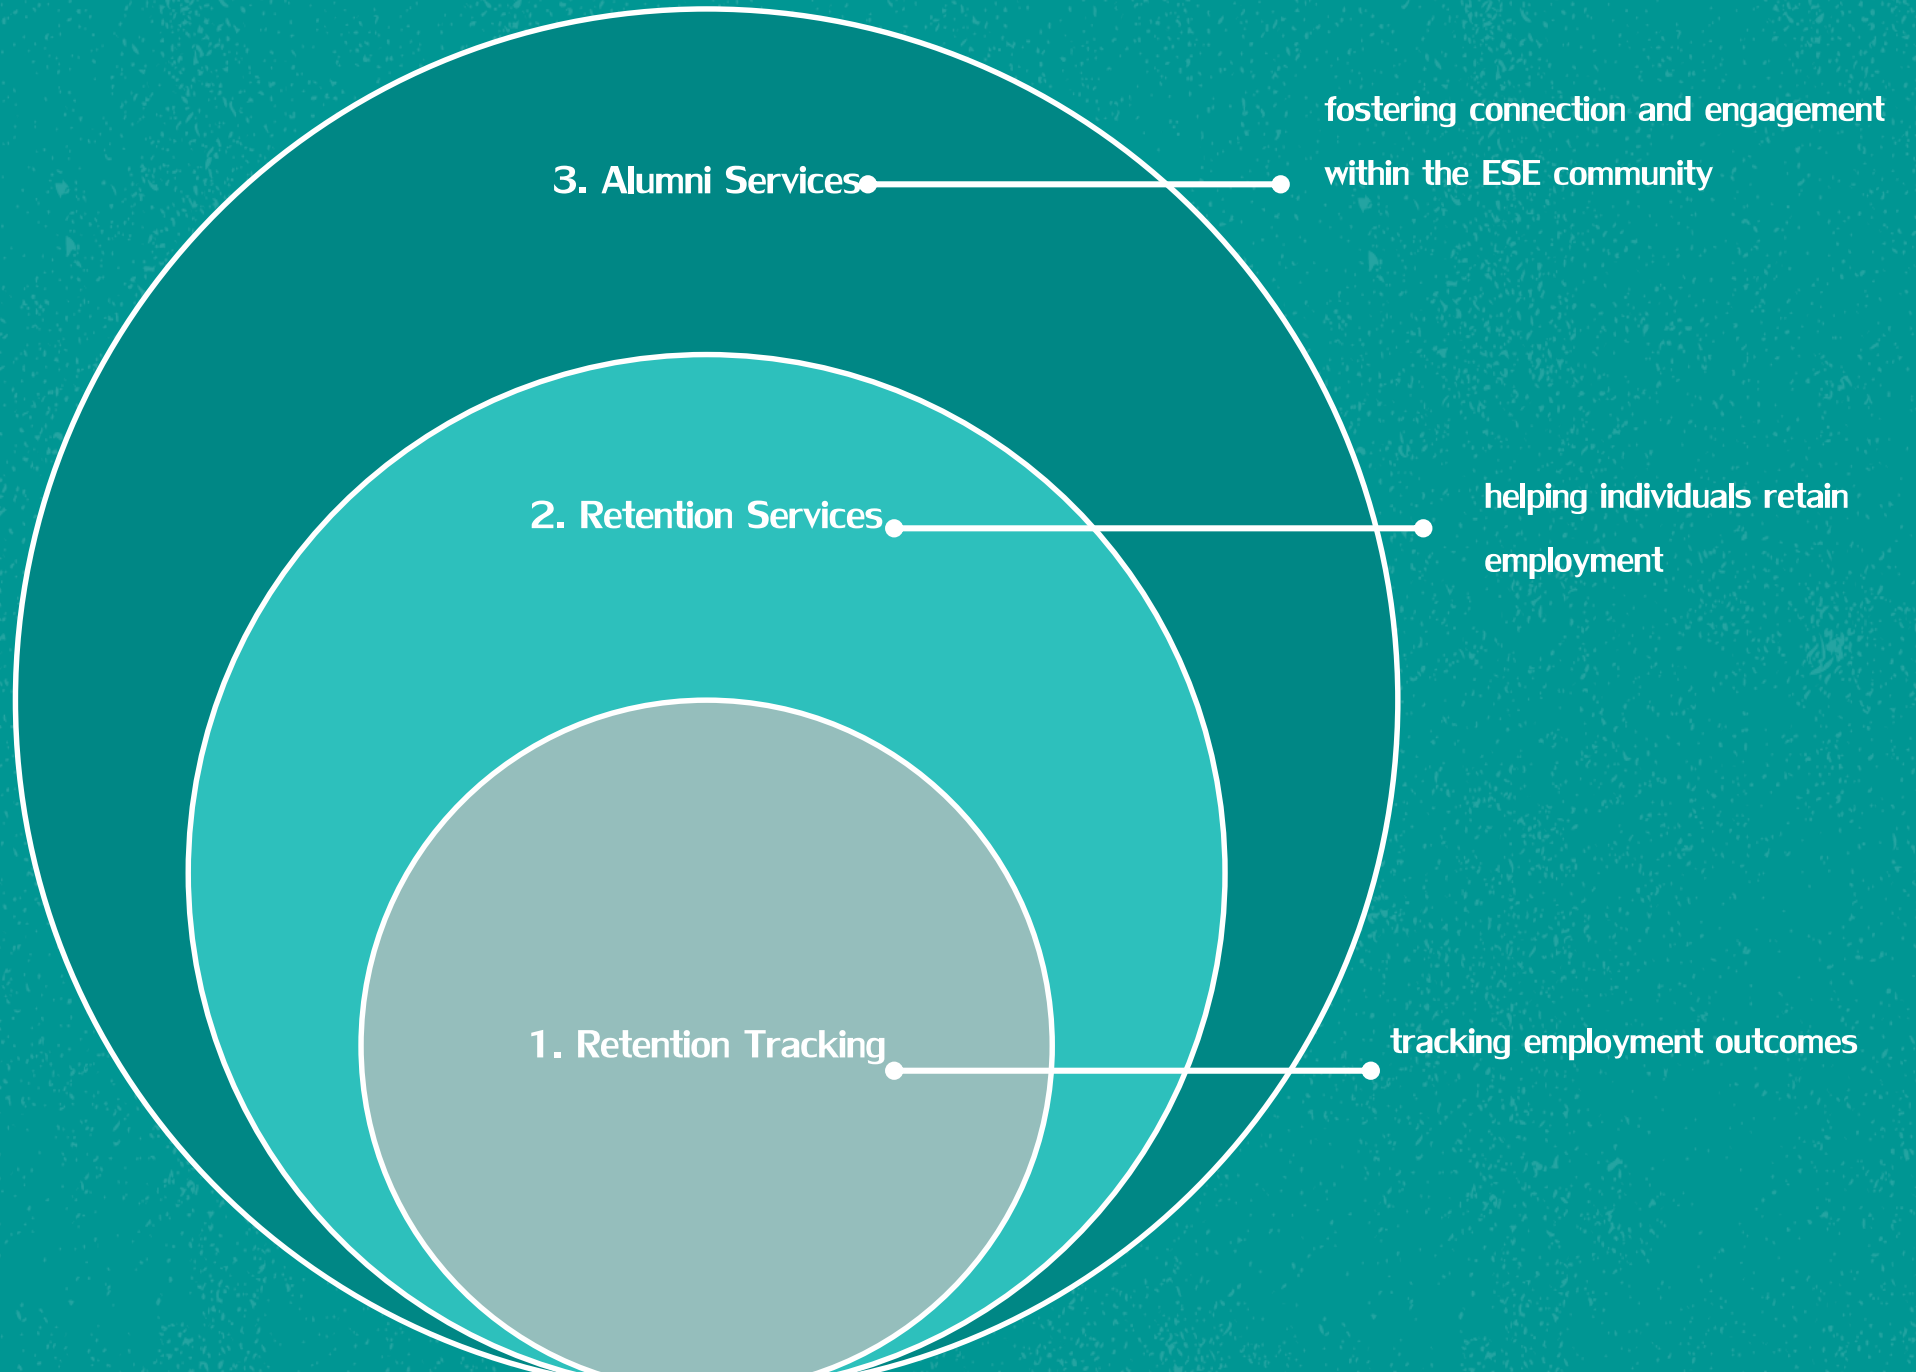 3. Alumni Services
fostering connection and engagement
within the ESE community
2. Retention Services
helping individuals retain
employment
1. Retention Tracking
tracking employment outcomes